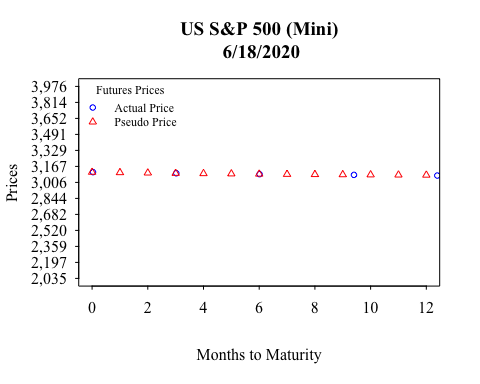 US S&P 500 (Mini)
6/18/2020
Futures Prices
Actual Price
Pseudo Price
Prices
3,976
3,814
3,652
3,491
3,329
3,167
3,006
2,844
2,682
2,520
2,359
2,197
2,035
0 2 4 6 8 10 12
Months to Maturity